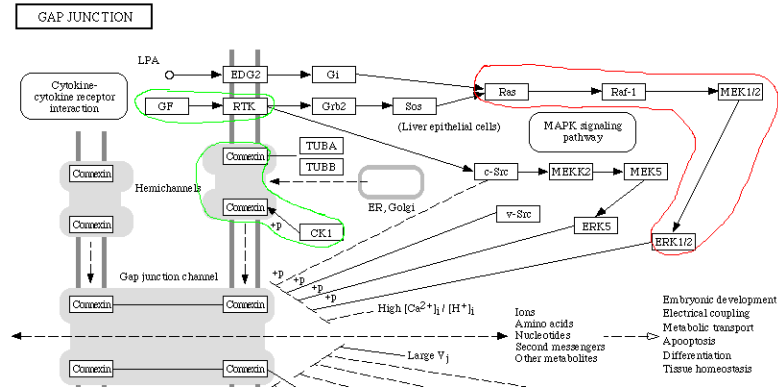 GAP JUNCTION
LPA
EDG2
Gi
Cytokine-
cytokine receptor
interaction
GF
RTK
Grb2
Sos
Ras
Raf-1
MEK1/2
(Liver epithelial cells)
MAPK signaling
pathway
Connexin
TUBA
TUBB
Connexin
Hemichannels
ER, Golgi
c-Src
MEKK2
MEK5
Connexin
Connexin
+p
CK1
v-Src
ERK5
ERK1/2
Gap junction channel
+p
+p
+p
+p
Connexin
Connexin
High [Ca2+]i / [H+]i
Ions
Amino acids
Nucleotides
Second messengers
Other metabolites
Embryonic development
Electrical coupling
Metabolic transport
Apooptosis
Differentiation
Tissue homeostasis
Large Vj
Connexin
Connexin